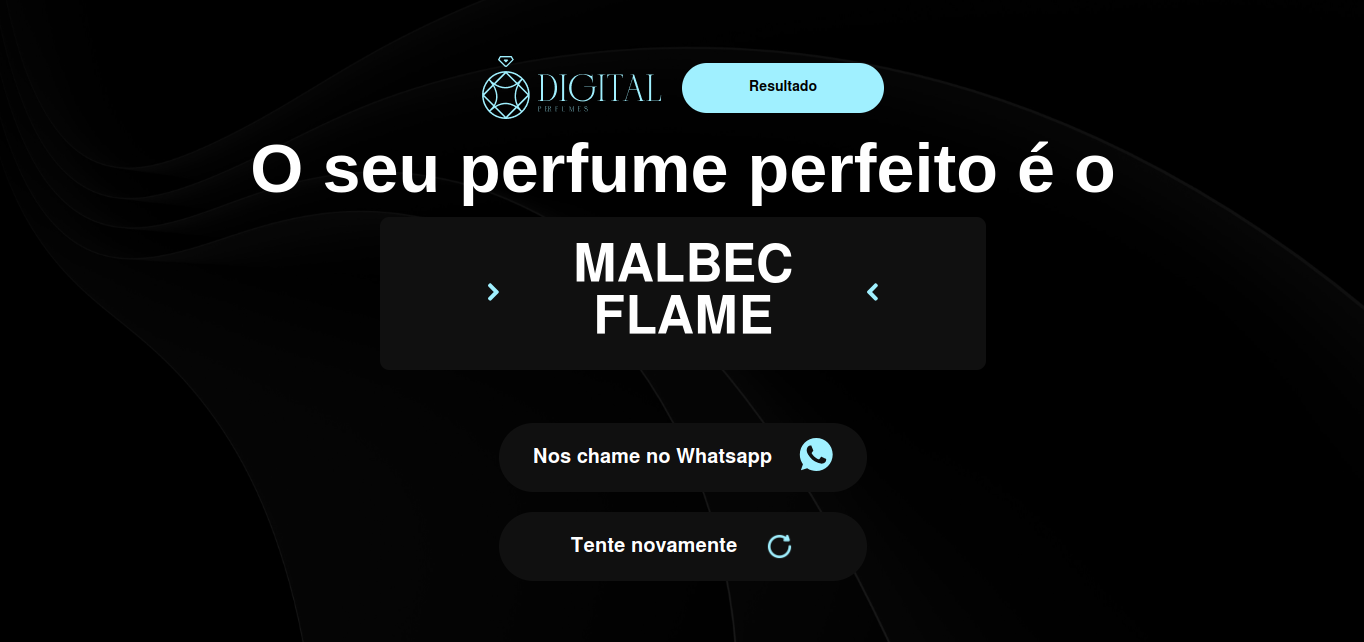 DIGITAL
PERFUMES
Resultado
O seu perfume perfeito é o
MALBEC
FLAME
Nos chame no Whatsapp
Tente novamente